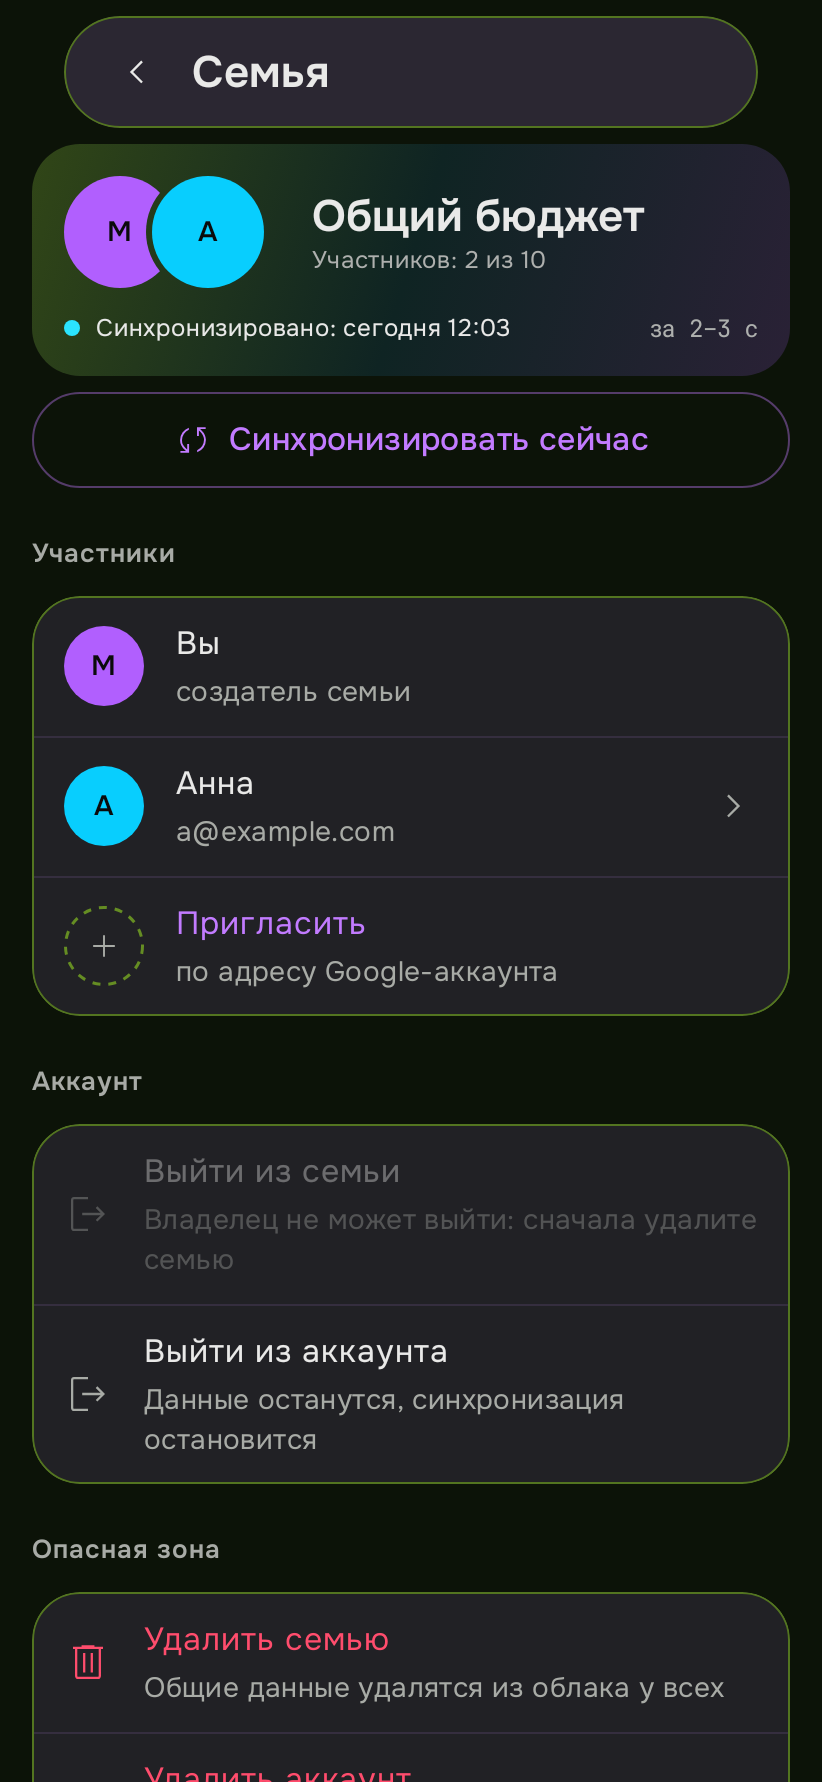 Семья
М
А
Общий бюджет
Участников: 2 из 10
Синхронизировано: сегодня 12:03
за 2–3 с
Синхронизировать сейчас
Участники
М
Вы
создатель семьи
А
Анна
a@example.com
Пригласить
по адресу Google-аккаунта
Аккаунт
Выйти из семьи
Владелец не может выйти: сначала удалите
семью
Выйти из аккаунта
Данные останутся, синхронизация
остановится
Опасная зона
Удалить семью
Общие данные удалятся из облака у всех
Удалить аккаунт